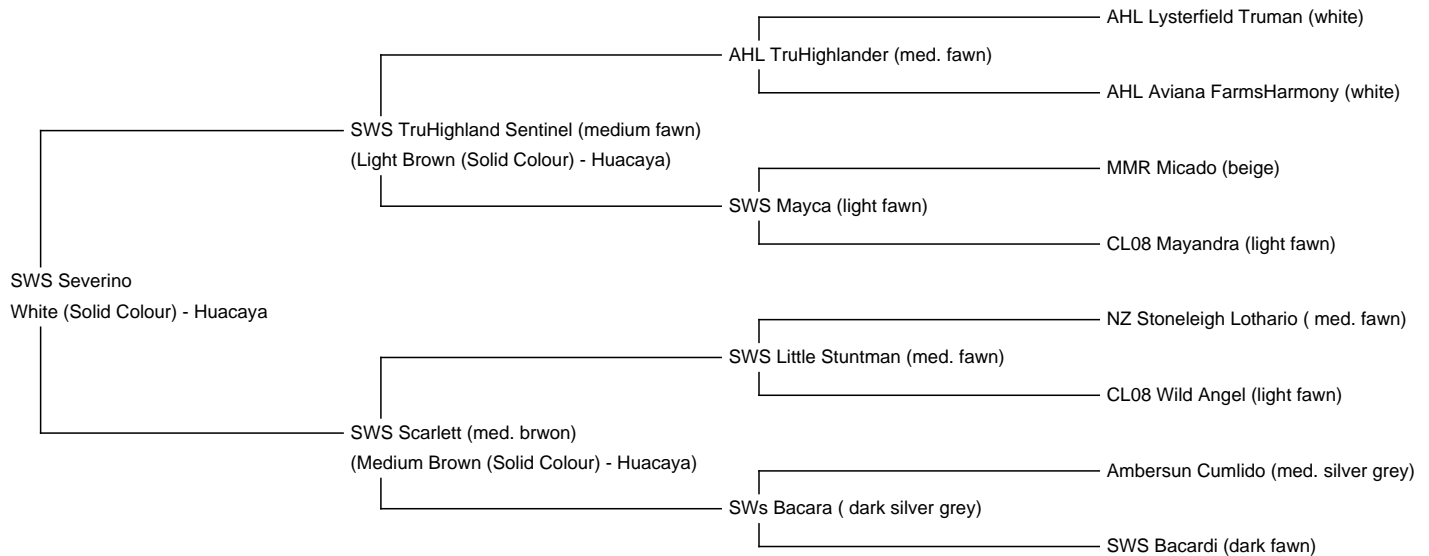 AHL Lysterfield Truman (white)
AHL TruHighlander (med. fawn)
AHL Aviana FarmsHarmony (white)
SWS TruHighland Sentinel (medium fawn)
(Light Brown (Solid Colour) - Huacaya)
MMR Micado (beige)
SWS Mayca (light fawn)
CL08 Mayandra (light fawn)
SWS Severino
White (Solid Colour) - Huacaya
NZ Stoneleigh Lothario ( med. fawn)
SWS Little Stuntman (med. fawn)
CL08 Wild Angel (light fawn)
SWS Scarlett (med. brwon)
(Medium Brown (Solid Colour) - Huacaya)
Ambersun Cumlido (med. silver grey)
SWs Bacara ( dark silver grey)
SWS Bacardi (dark fawn)